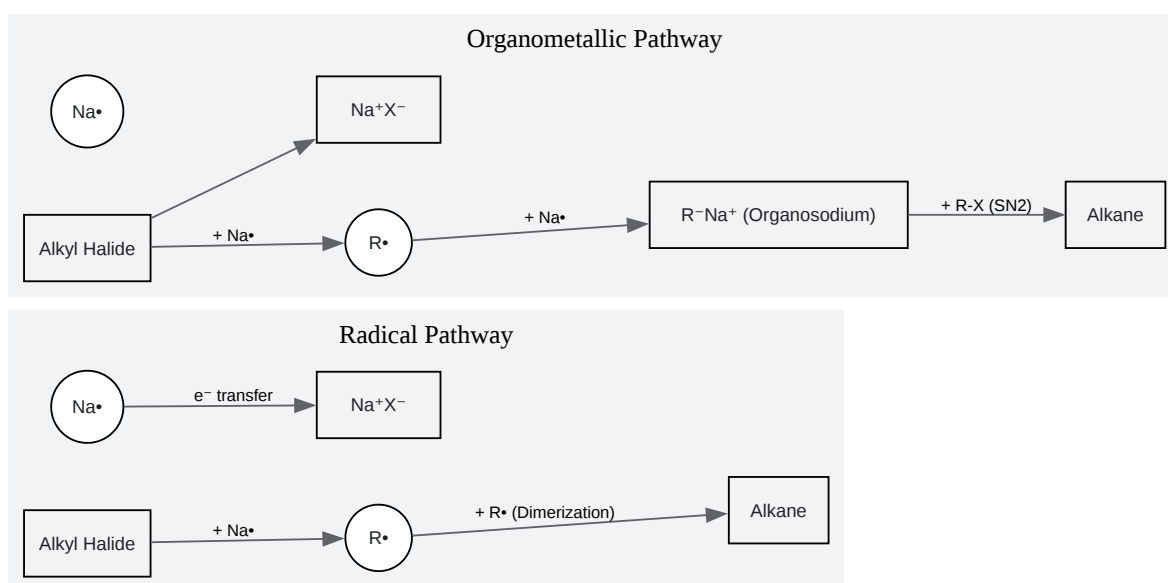 Organometallic Pathway
Na•
Na⁺X⁻
Alkyl Halide
+ Na•
R•
+ Na•
R⁻Na⁺ (Organosodium)
+ R-X (SN2)
Alkane
Radical Pathway
Na•
e⁻ transfer
Na⁺X⁻
Alkyl Halide
+ Na•
R•
+ R• (Dimerization)
Alkane